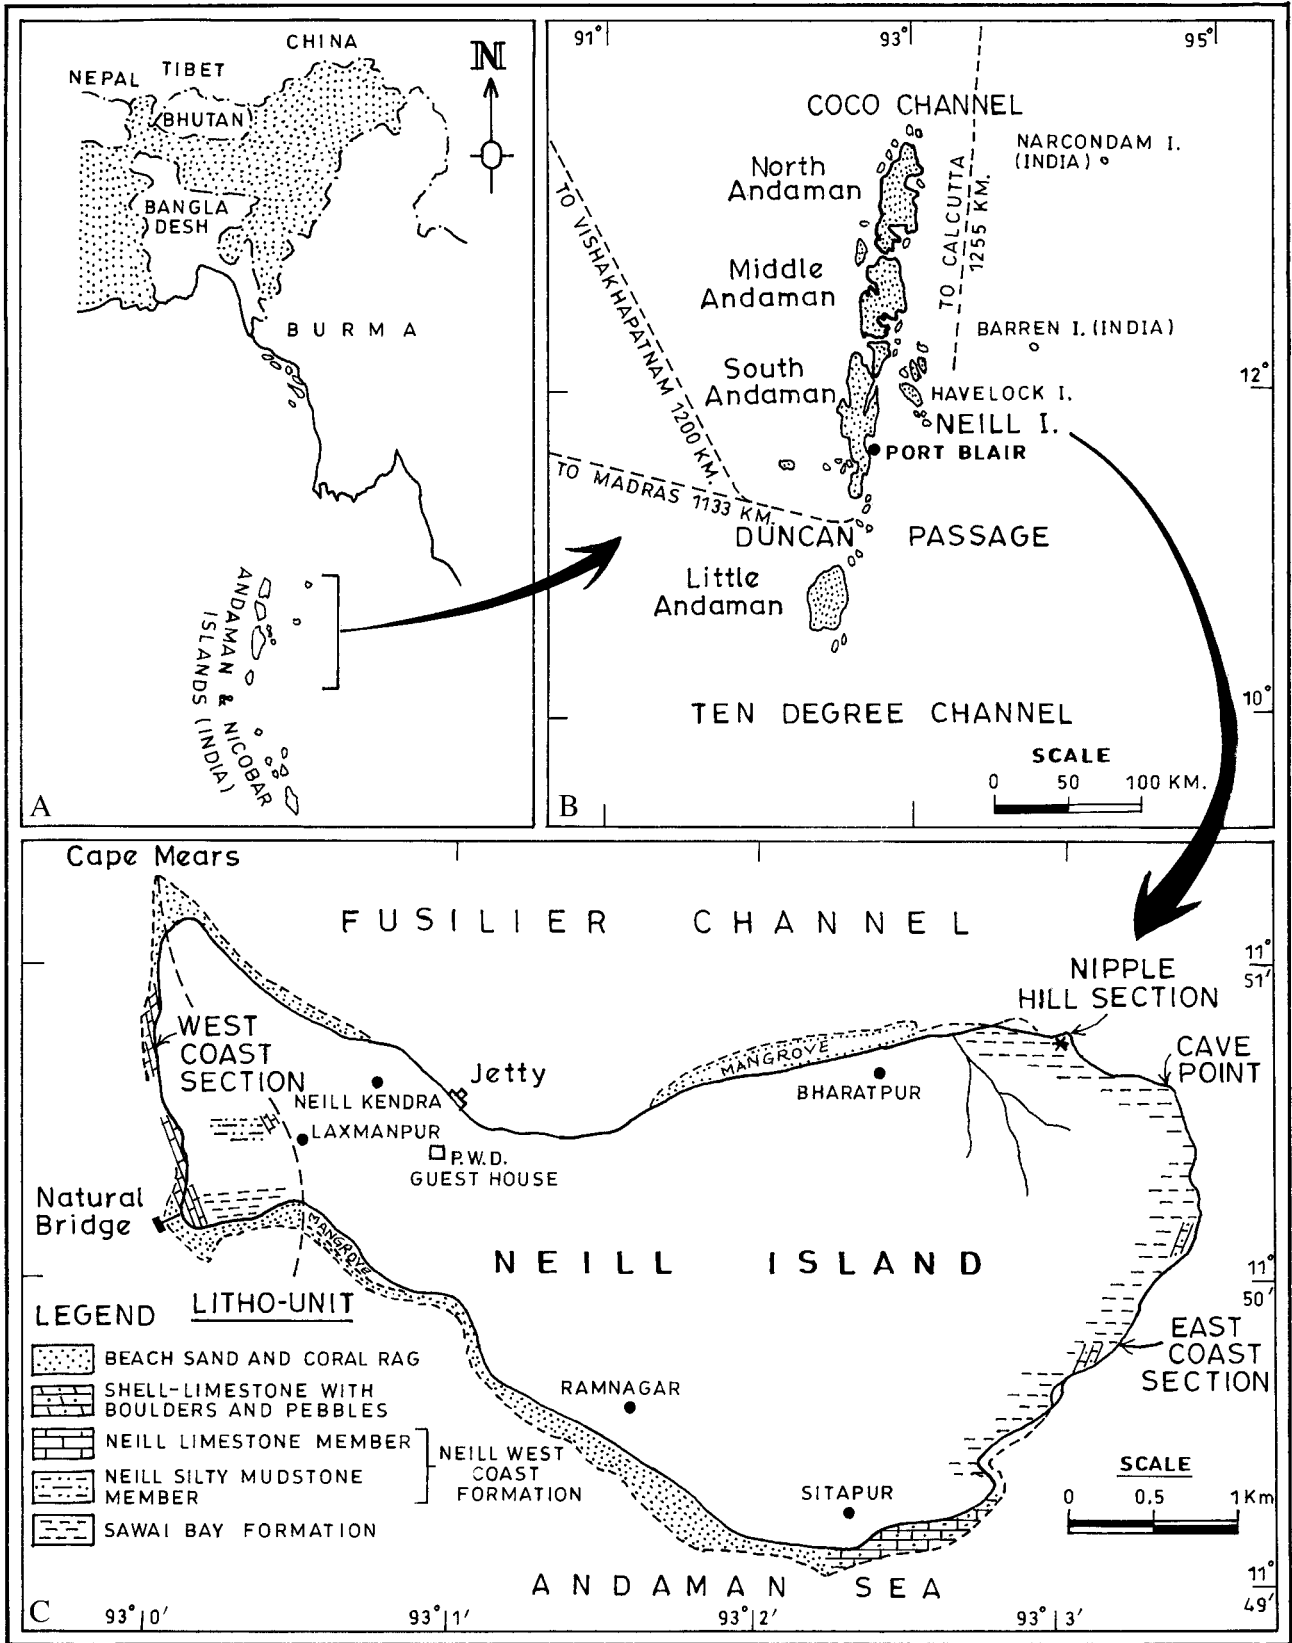 CHINA
N
NEPAL
TIBET
BHUTAN
BANGLA
DESH
BURMA
ANDAMAN & NICOBAR
ISLANDS (INDIA)
A
91°
93°
95°
COCO CHANNEL
NARCONDAM I.
(INDIA)
North
Andaman
TO CALCUTTA
1255 KM.
TO VISHAKHAPATNAM 1200 KM.
Middle
Andaman
BARREN I. (INDIA)
South
Andaman
12°
HAVELOCK I.
NEILL I.
PORT BLAIR
TO MADRAS 1133 KM.
DUNCAN PASSAGE
Little
Andaman
10°
TEN DEGREE CHANNEL
SCALE
0 50 100 KM.
B
Cape Mears
FUSILIER CHANNEL
11°
51'
NIPPLE
HILL SECTION
WEST
COAST
SECTION
CAVE
POINT
MANGROVE
Jetty
NEILL KENDRA
BHARATPUR
LAXMANPUR
P.W.D.
GUEST HOUSE
Natural
Bridge
MANGROVE
NEILL ISLAND
11°
50'
LEGEND
LITHO-UNIT
BEACH SAND AND CORAL RAG
SHELL-LIMESTONE WITH
BOULDERS AND PEBBLES
NEILL LIMESTONE MEMBER
NEILL SILTY MUDSTONE
MEMBER
NEILL WEST
COAST
FORMATION
SAWAI BAY FORMATION
EAST
COAST
SECTION
RAMNAGAR
SITAPUR
SCALE
0 0,5 1Km
ANDAMAN SEA
11°
49'
C
93° 0'
93° 1'
93° 2'
93° 3'